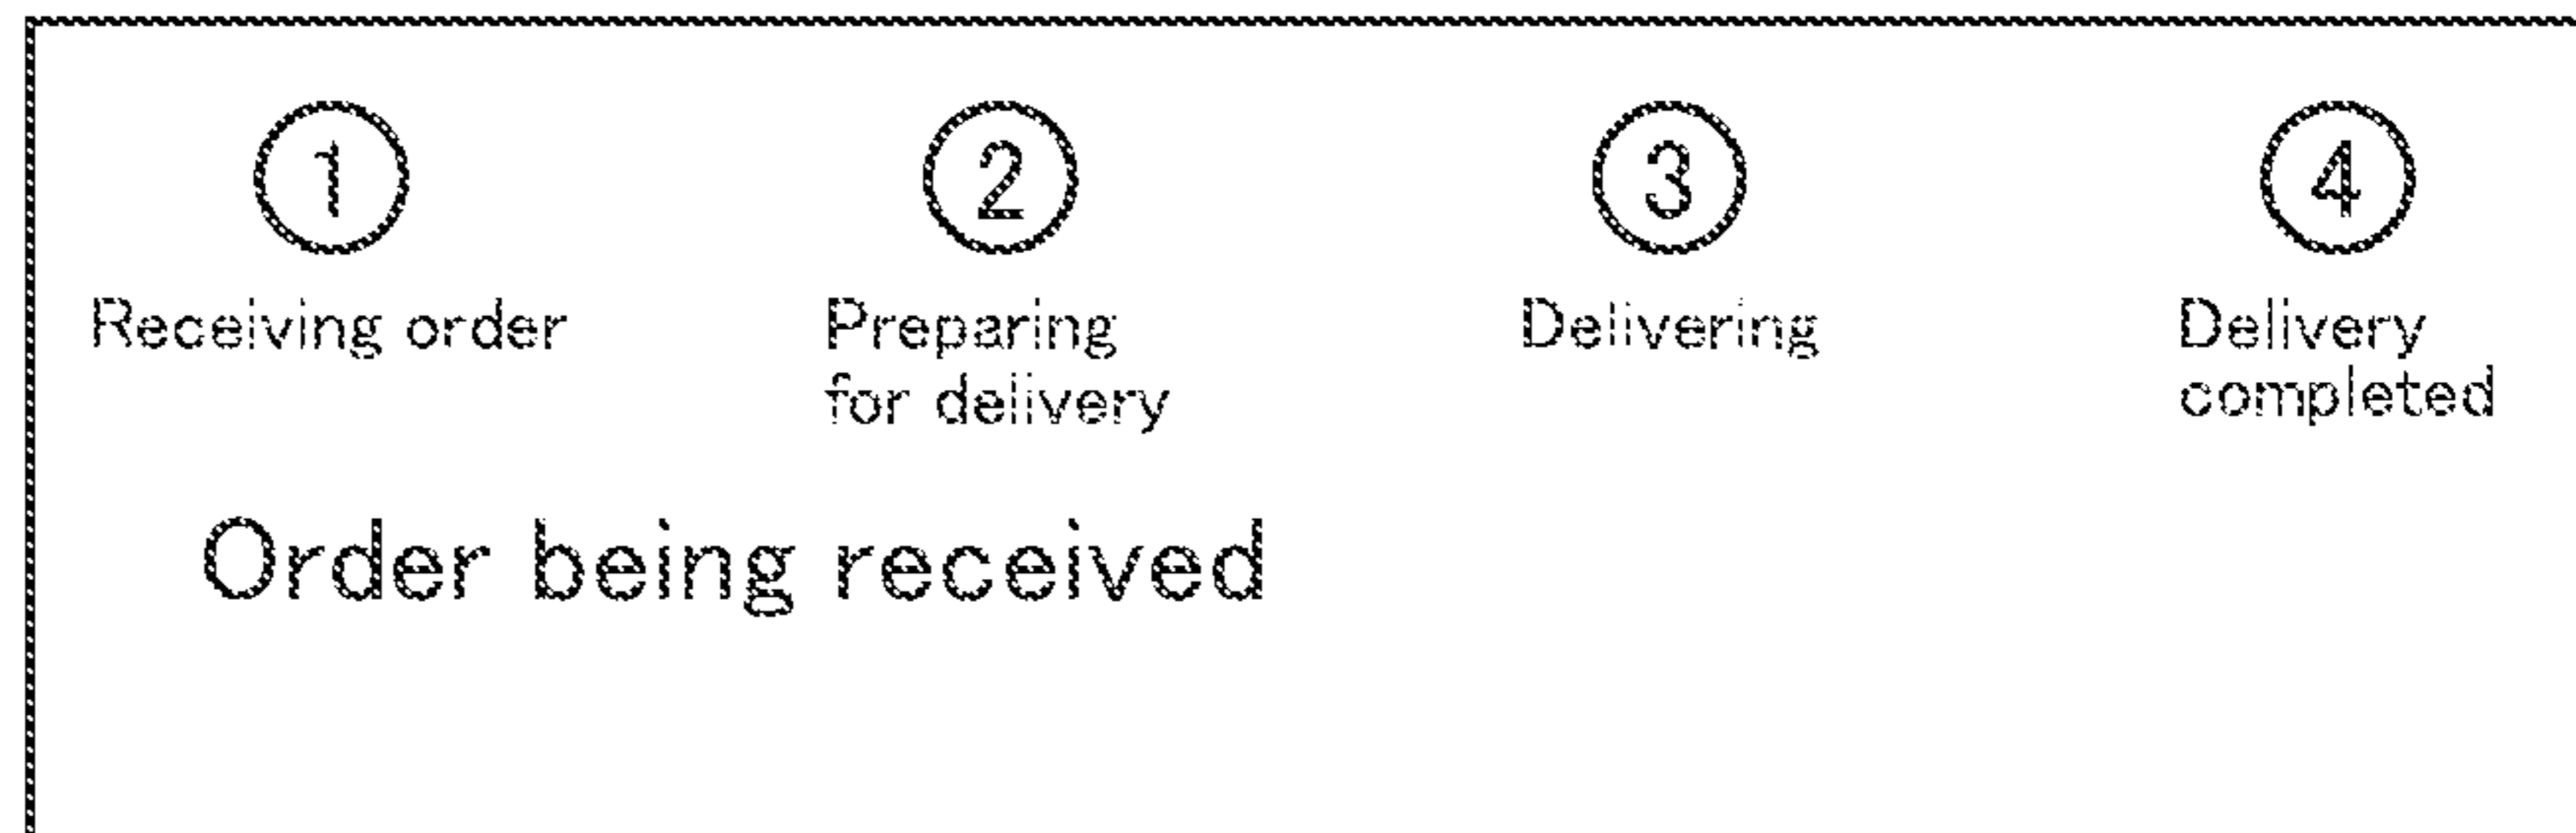 1
2
3
4
Receiving order
Preparing
for delivery
Delivering
Delivery
completed
Order being received